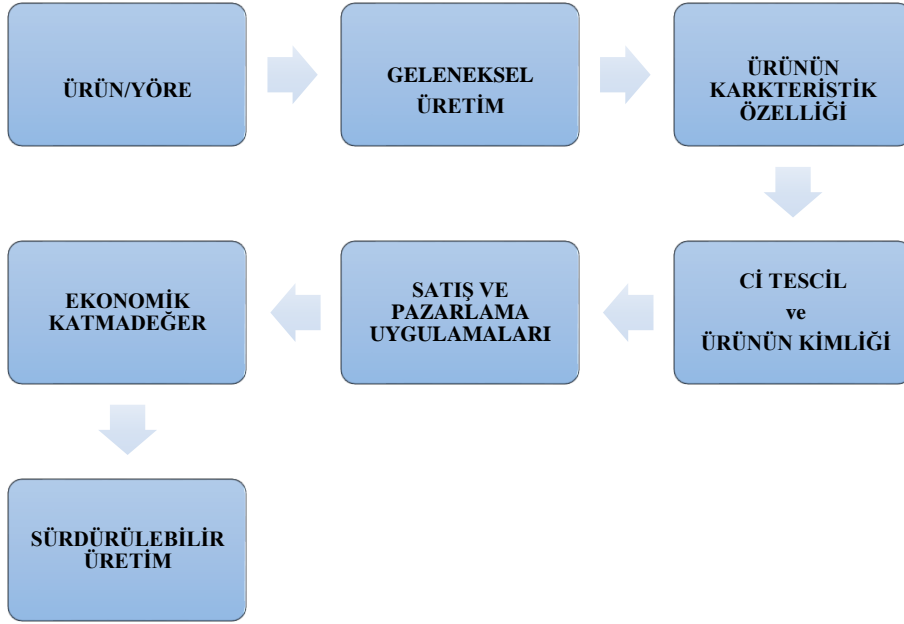 ÜRÜN/YÖRE
GELENEKSEL
ÜRETİM
ÜRÜNÜN
KARKTERİSTİK
ÖZELLİĞİ
Cİ TESCİL
ve
ÜRÜNÜN KİMLİĞİ
SATIŞ VE
PAZARLAMA
UYGULAMALARI
EKONOMİK
KATMADEĞER
SÜRDÜRÜLEBİLİR
ÜRETİM